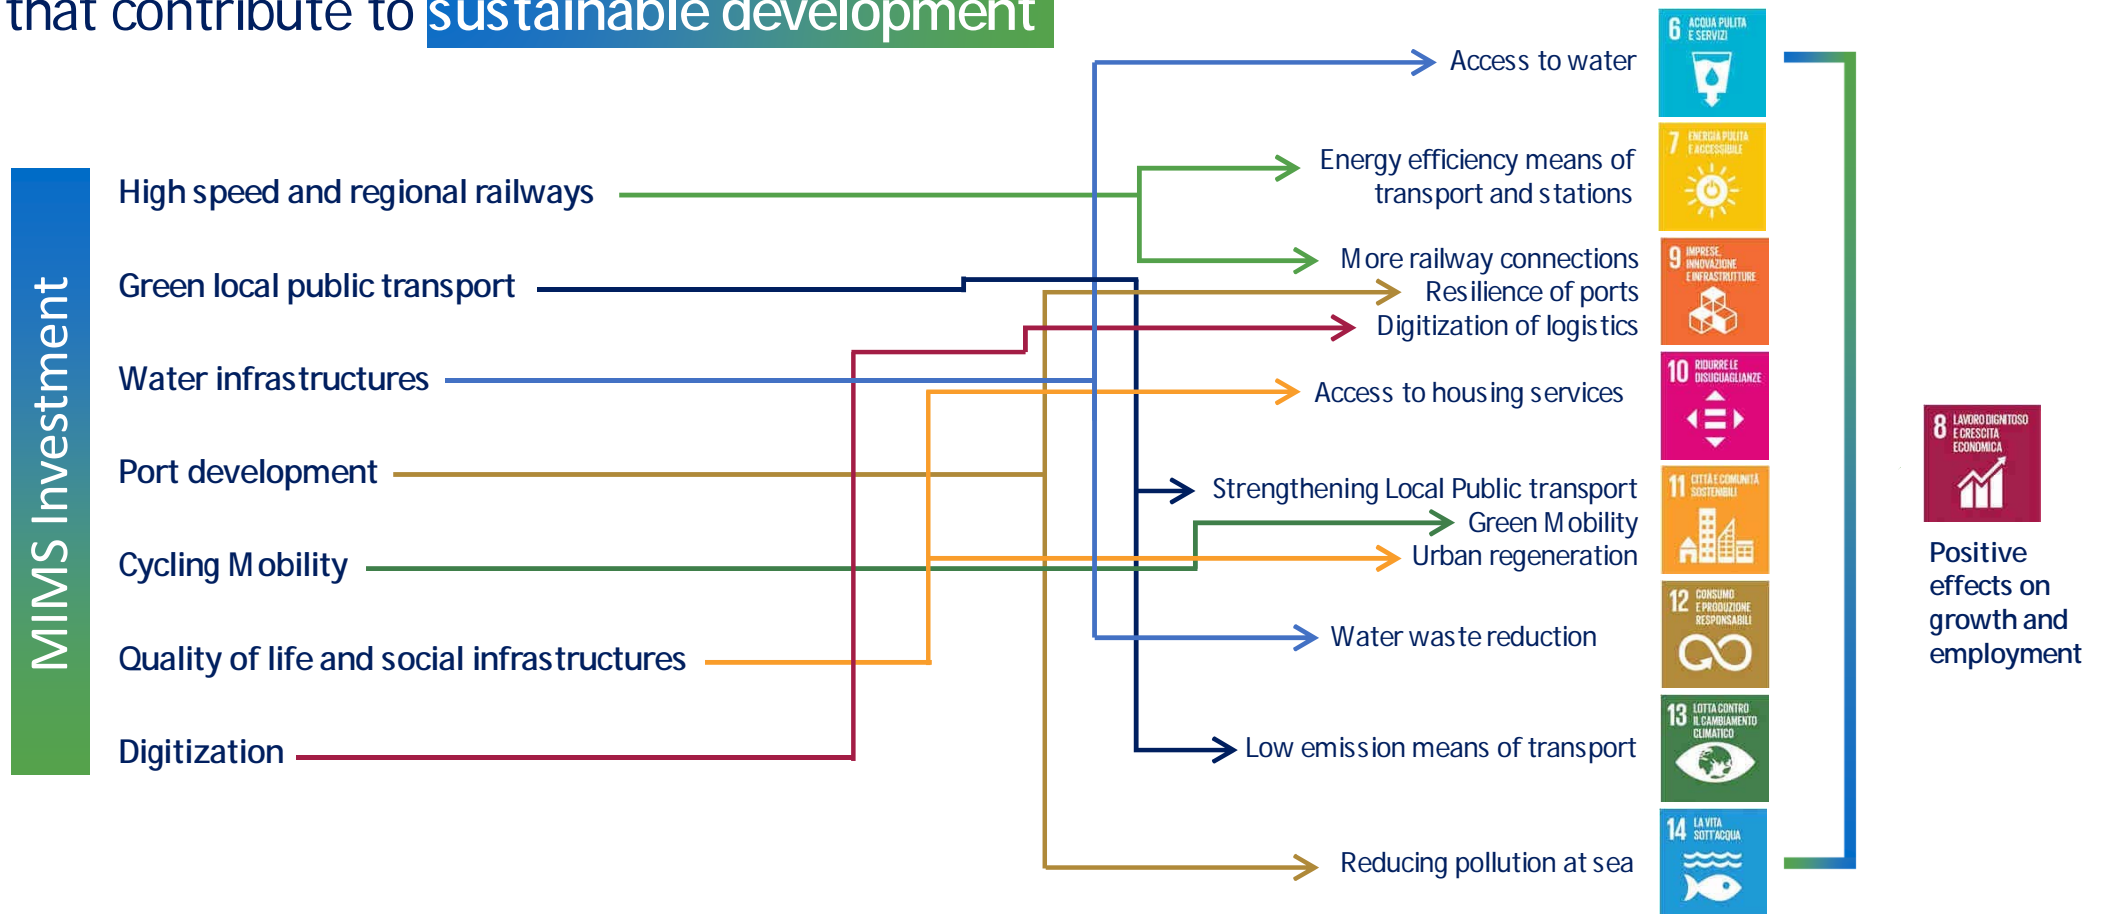 that contribute to sustainable development
MIMS Investment
High speed and regional railways
Green local public transport
Water infrastructures
Port development
Cycling Mobility
Quality of life and social infrastructures
Digitization
Access to water
Energy efficiency means of
transport and stations
More railway connections
Resilience of ports
Digitization of logistics
Access to housing services
Strengthening Local Public transport
Green Mobility
Urban regeneration
Water waste reduction
Low emission means of transport
Reducing pollution at sea
6 ACQUA PULITA
E SERVIZI
7 ENERGIA PULITA
E ACCESSIBILE
9 IMPRESE,
INNOVAZIONE
E INFRASTRUTTURE
10 RIDURRE LE
DISUGUAGLIANZE
11 CITTÀ E COMUNITÀ
SOSTENIBILI
12 CONSUMO
E PRODUZIONE
RESPONSABILI
13 LOTTA CONTRO
IL CAMBIAMENTO
CLIMATICO
14 LA VITA
SOTT'ACQUA
8 LAVORO DIGNITOSO
E CRESCITA
ECONOMICA
Positive
effects on
growth and
employment